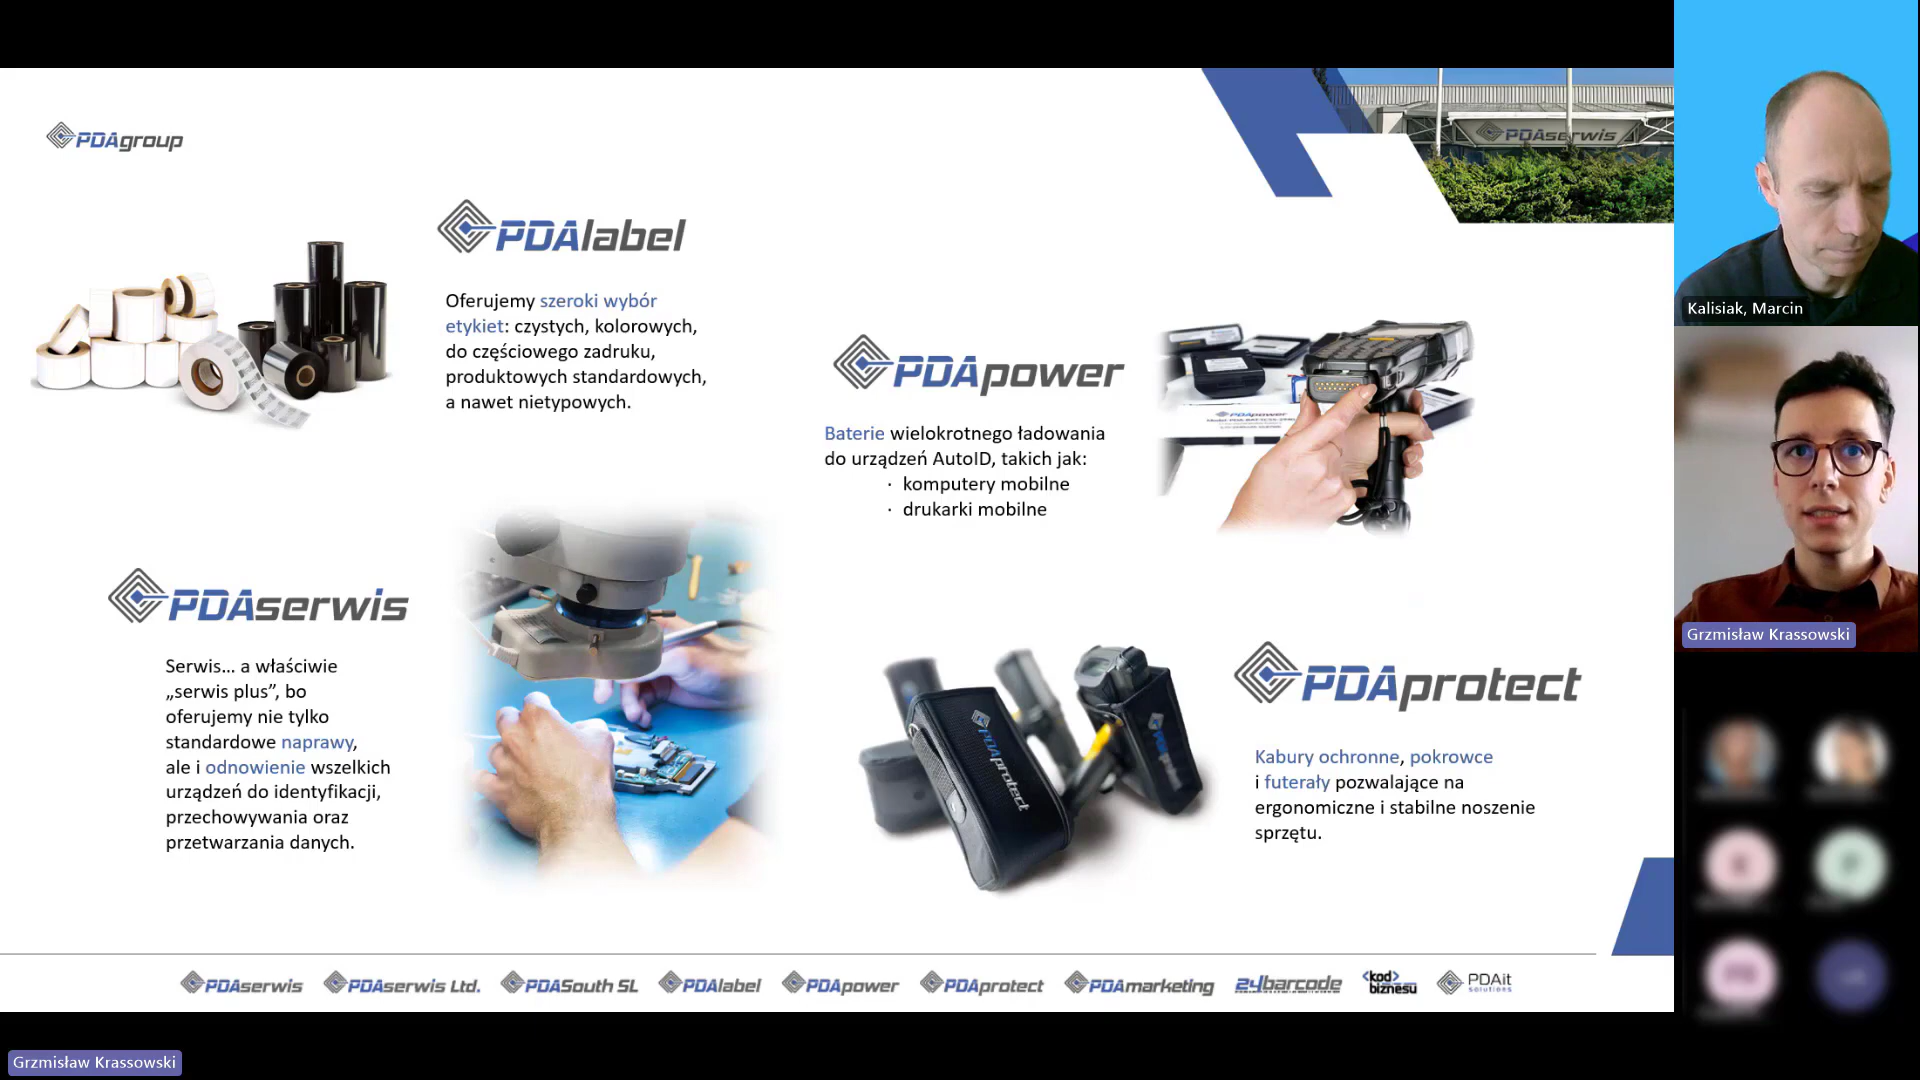 PDAgroup
PDAserwis
PDAlabel
Oferujemy szeroki wybór
etykiet: czystych, kolorowych,
do częściowego zadruku,
produktowych standardowych,
a nawet nietypowych.
PDApower
Baterie wielokrotnego ładowania
do urządzeń AutoID, takich jak:
· komputery mobilne
· drukarki mobilne
PDApower
PDAserwis
Serwis... a właściwie
„serwis plus”, bo
oferujemy nie tylko
standardowe naprawy,
ale i odnowienie wszelkich
urządzeń do identyfikacji,
przechowywania oraz
przetwarzania danych.
PDAprotect
PDAprotect
Kabury ochronne, pokrowce
i futerały pozwalające na
ergonomiczne i stabilne noszenie
sprzętu.
PDAserwis PDAserwis Ltd. PDASouth SL PDAlabel PDApower PDAprotect PDAmarketing 24barcode <kod> biznesu PDAit solutions
Kalisiak, Marcin
Grzmisław Krassowski
Grzmisław Krassowski